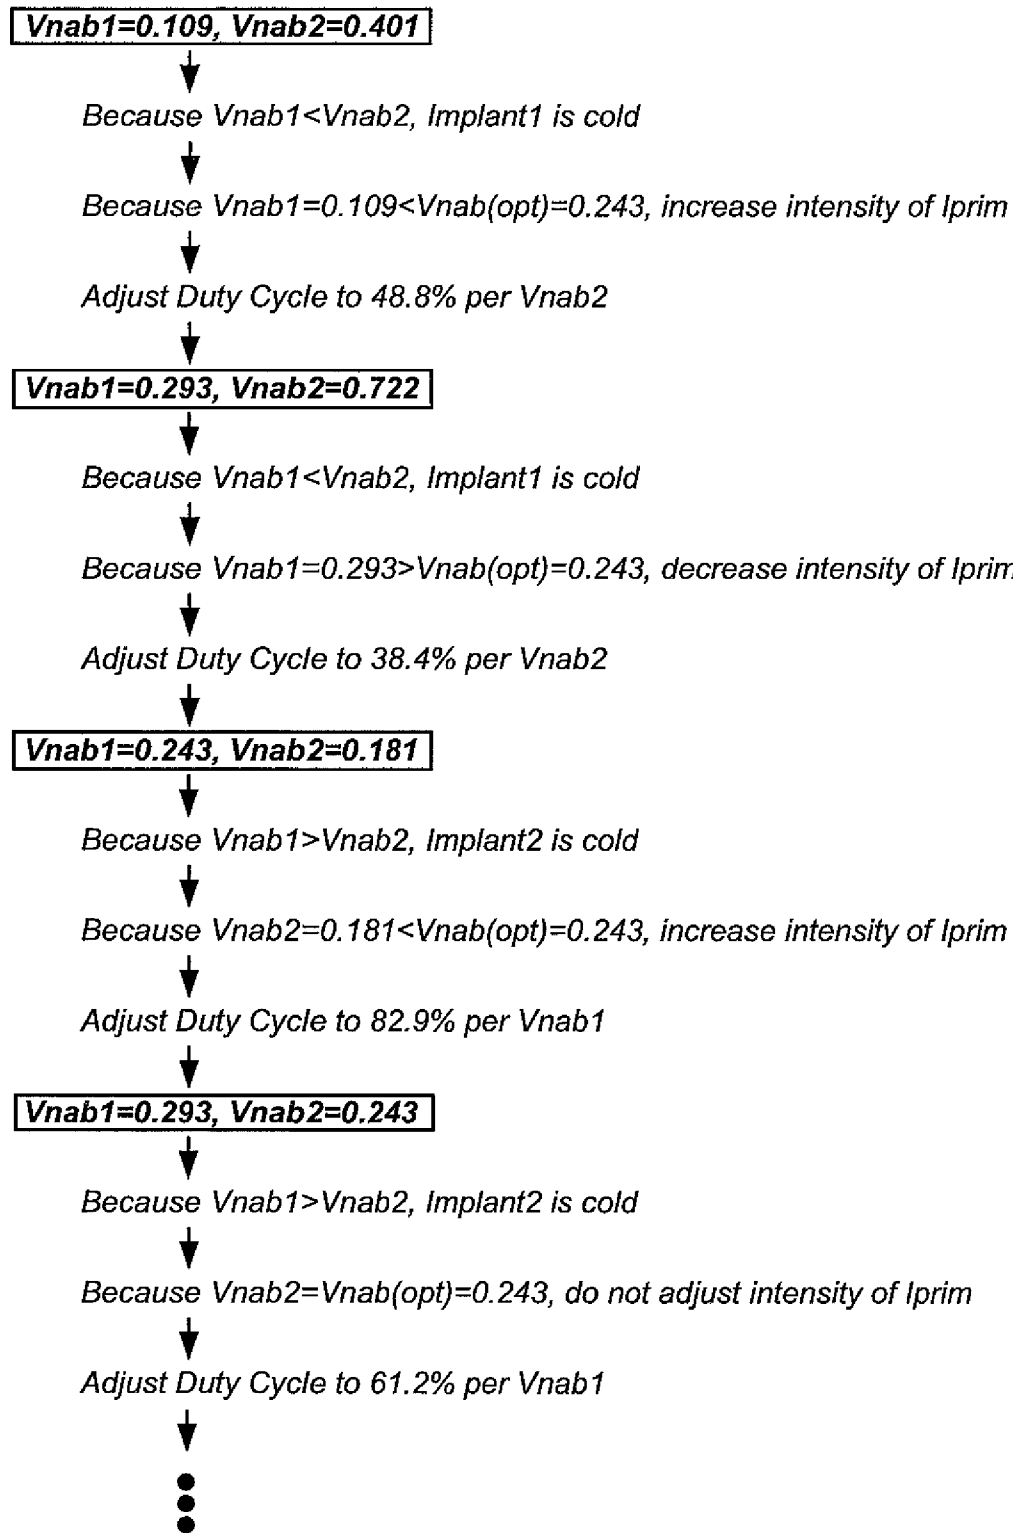 Vnab1=0.109, Vnab2=0.401
Because Vnab1<Vnab2, Implant1 is cold
Because Vnab1=0.109<Vnab(opt)=0.243, increase intensity of Iprim
Adjust Duty Cycle to 48.8% per Vnab2
Vnab1=0.293, Vnab2=0.722
Because Vnab1<Vnab2, Implant1 is cold
Because Vnab1=0.293>Vnab(opt)=0.243, decrease intensity of Iprim
Adjust Duty Cycle to 38.4% per Vnab2
Vnab1=0.243, Vnab2=0.181
Because Vnab1>Vnab2, Implant2 is cold
Because Vnab2=0.181<Vnab(opt)=0.243, increase intensity of Iprim
Adjust Duty Cycle to 82.9% per Vnab1
Vnab1=0.293, Vnab2=0.243
Because Vnab1>Vnab2, Implant2 is cold
Because Vnab2=Vnab(opt)=0.243, do not adjust intensity of Iprim
Adjust Duty Cycle to 61.2% per Vnab1